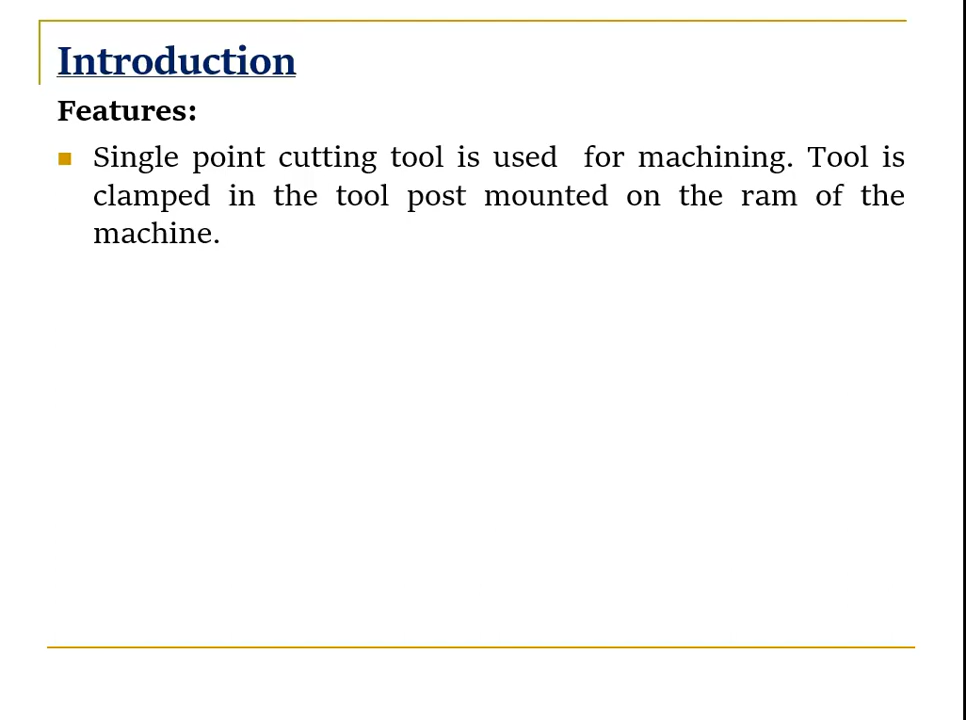 Introduction
Features:
Single point cutting tool is used for machining. Tool is
clamped in the tool post mounted on the ram of the
machine.